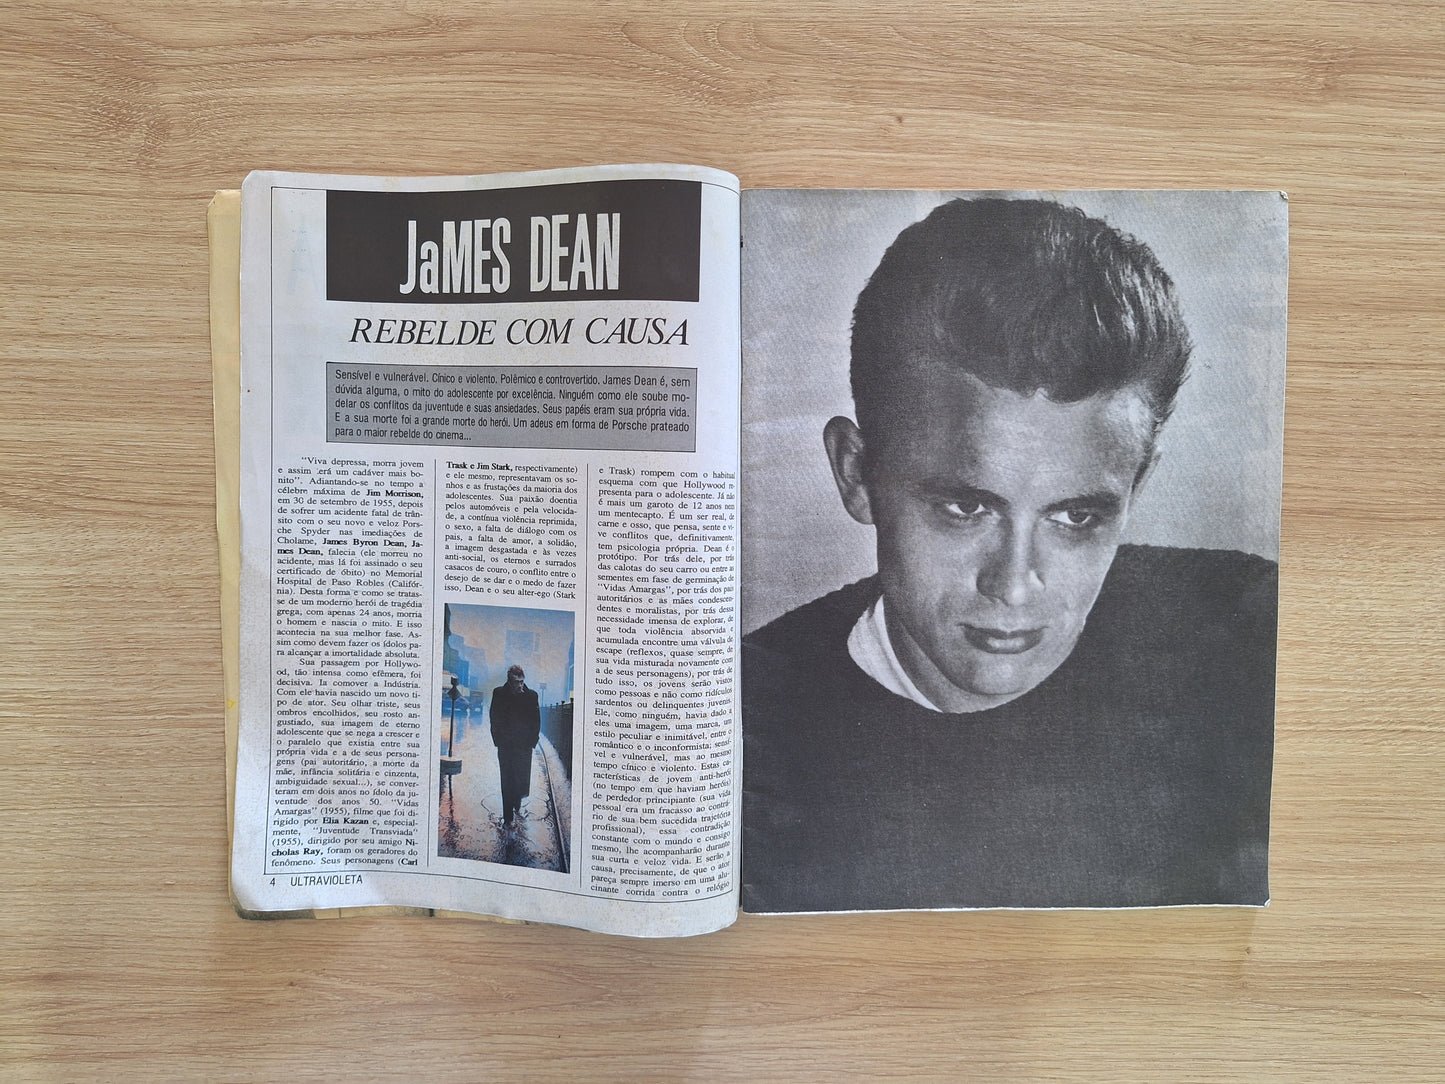 JaMES DEAN
REBELDE COM CAUSA
Sensível e vulnerável. Cínico e violento. Polêmico e controvertido. James Dean é, sem
dúvida alguma, o mito do adolescente por excelência. Ninguém como ele soube mo-
delar os conflitos da juventude e suas ansiedades. Seus papéis eram sua própria vida.
E a sua morte foi a grande morte do herói. Um adeus em forma de Porsche prateado
para o maior rebelde do cinema...
"Viva depressa, morra jovem
e assim erá um cadáver mais bo-
nito". Adiantando-se no tempo a
célebre máxima de Jim Morrison,
em 30 de setembro de 1955, depois
de sofrer um acidente fatal de trân-
sito com o seu novo e veloz Pors-
che Spyder nas imediações de
Cholame, James Byron Dean, Ja-
mes Dean, falecia (ele morreu no
acidente, mas lá foi assinado o seu
certificado de óbito) no Memorial
Hospital de Paso Robles (Califór-
nia). Desta forma e como se tratas-
se de um moderno herói de tragédia
grega, com apenas 24 anos, morria
o homem e nascia o mito. E isso
acontecia na sua melhor fase. As-
sim como devem fazer os ídolos pa-
ra alcançar a imortalidade absoluta.
Sua passagem por Hollywo-
od, tão intensa como efêmera, foi
decisiva. Ia comover a Indústria.
Com ele havia nascido um novo ti-
po de ator. Seu olhar triste, seus
ombros encolhidos, seu rosto an-
gustiado, sua imagem de eterno
adolescente que se nega a crescer e
o paralelo que existia entre sua
própria vida e a de seus persona-
gens (pai autoritário, a morte da
mãe, infância solitária e cinzenta,
ambiguidade sexual...), se conver-
teram em dois anos no ídolo da ju-
ventude dos anos 50. "Vidas
Amargas" (1955), filme que foi di-
rigido por Elia Kazan e, especial-
mente, "Juventude Transviada"
(1955), dirigido por seu amigo Ni-
cholas Ray, foram os geradores do
fenômeno. Seus personagens (Carl
Trask e Jim Stark, respectivamente)
e ele mesmo, representavam os so-
nhos e as frustações da maioria dos
adolescentes. Sua paixão doentia
pelos automóveis e pela velocida-
de, a contínua violência reprimida,
o sexo, a falta de diálogo com os
pais, a falta de amor, a solidão,
a imagem desgastada e às vezes
anti-social, os eternos e surrados
casacos de couro, o conflito entre o
desejo de se dar e o medo de fazer
isso, Dean e o seu alter-ego (Stark
e Trask) rompem com o habitual
esquema com que Hollywood re-
presenta para o adolescente. Já não
é mais um garoto de 12 anos nem
um mentecapto. É um ser real, de
carne e osso, que pensa, sente e vi-
ve conflitos que, definitivamente,
tem psicologia própria. Dean é o
protótipo. Por trás dele, por trás
das calotas do seu carro ou entre as
sementes em fase de germinação de
"Vidas Amargas", por trás dos pais
autoritários e as mães condescen-
dentes e moralistas, por trás dessa
necessidade imensa de explorar, de
que toda violência absorvida e
acumulada encontre uma válvula de
escape (reflexos, quase sempre, de
sua vida misturada novamente com
a de seus personagens), por trás de
tudo isso, os jovens serão vistos
como pessoas e não como ridículos
sardentos ou delinquentes juvenis.
Ele, como ninguém, havia dado a
eles uma imagem, uma marca, um
estilo peculiar e inimitável, entre o
romântico e o inconformista; sensí-
vel e vulnerável, mas ao mesmo
tempo cínico e violento. Estas ca-
racterísticas de jovem anti-herói
(no tempo em que haviam heróis)
de perdedor principiante (sua vida
pessoal era um fracasso ao contrá-
rio de sua bem sucedida trajetória
profissional), essa contradição
constante com o mundo e consigo
mesmo, lhe acompanharão durante
sua curta e veloz vida. E serão a
causa, precisamente, de que o ator
pareça sempre imerso em uma alu-
cinante corrida contra o relógio
4 ULTRAVIOLETA